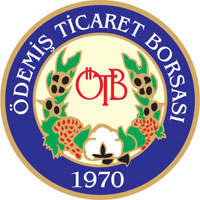 ÖDEMİŞ TİCARET BORSASI
ÖTB
1970